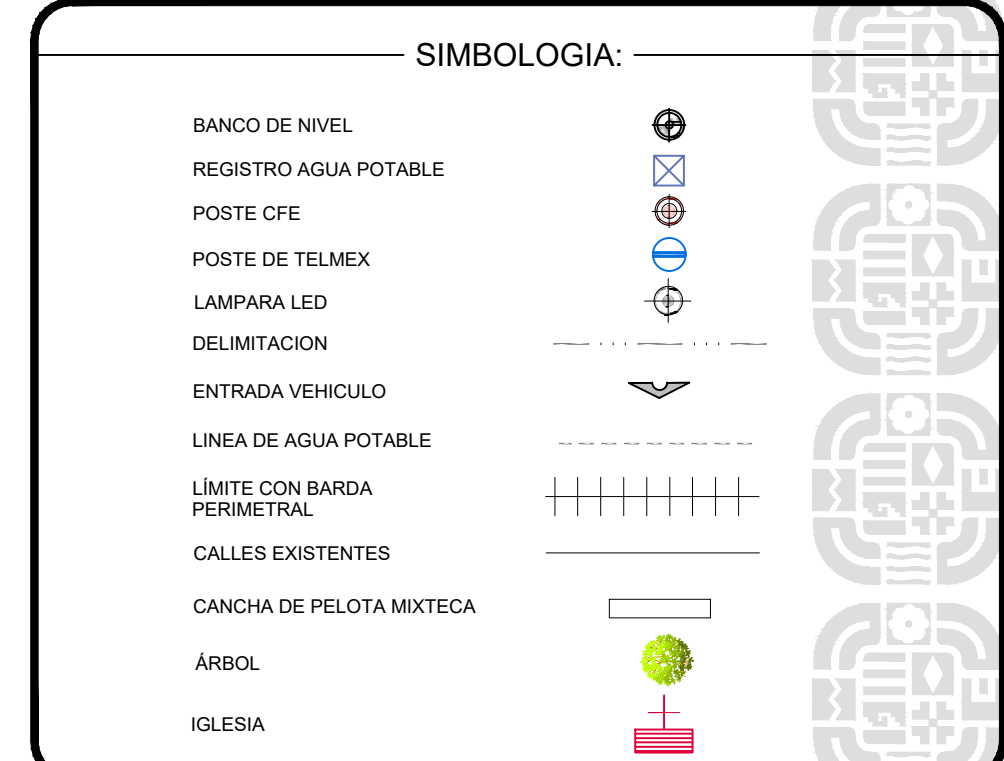 SIMBOLOGIA:
BANCO DE NIVEL
REGISTRO AGUA POTABLE
POSTE CFE
POSTE DE TELMEX
LAMPARA LED
DELIMITACION
ENTRADA VEHICULO
LINEA DE AGUA POTABLE
LÍMITE CON BARDA
PERIMETRAL
CALLES EXISTENTES
CANCHA DE PELOTA MIXTECA
ÁRBOL
IGLESIA